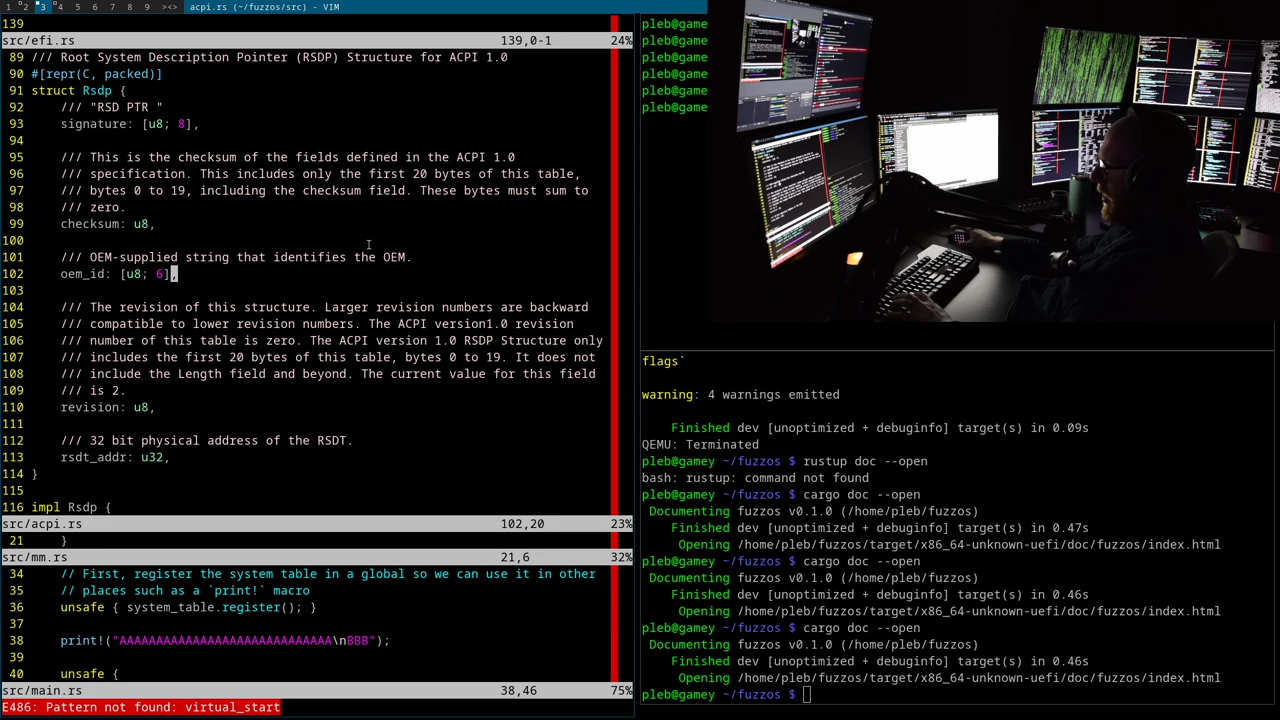 1 2 3 4 5 6 7 8 9 ><> acpi.rs (~/fuzzos/src) - VIM
139
src/efi.rs 139,0-1 24%
89 /// Root System Description Pointer (RSDP) Structure for ACPI 1.0
90 #[repr(C, packed)]
91 struct Rsdp {
92 /// "RSD PTR "
93 signature: [u8; 8],
94
95 /// This is the checksum of the fields defined in the ACPI 1.0
96 /// specification. This includes only the first 20 bytes of this table,
97 /// bytes 0 to 19, including the checksum field. These bytes must sum to
98 /// zero.
99 checksum: u8,
100
101 /// OEM-supplied string that identifies the OEM.
102 oem_id: [u8; 6],
103
104 /// The revision of this structure. Larger revision numbers are backward
105 /// compatible to lower revision numbers. The ACPI version1.0 revision
106 /// number of this table is zero. The ACPI version 1.0 RSDP Structure only
107 /// includes the first 20 bytes of this table, bytes 0 to 19. It does not
108 /// include the Length field and beyond. The current value for this field
109 /// is 2.
110 revision: u8,
111
112 /// 32 bit physical address of the RSDT.
113 rsdt_addr: u32,
114 }
115
116 impl Rsdp {
src/acpi.rs 102,20 23%
21 }
src/mm.rs 21,6 32%
34 // First, register the system table in a global so we can use it in other
35 // places such as a `print!` macro
36 unsafe { system_table.register(); }
37
38 print!("AAAAAAAAAAAAAAAAAAAAAAAAAAAAA\nBBB");
39
40 unsafe {
src/main.rs 38,46 75%
E486: Pattern not found: virtual_start
pleb@game
pleb@game
pleb@game
pleb@game
pleb@game
pleb@game
flags`
warning: 4 warnings emitted
Finished dev [unoptimized + debuginfo] target(s) in 0.09s
QEMU: Terminated
pleb@gamey ~/fuzzos $ rustup doc --open
bash: rustup: command not found
pleb@gamey ~/fuzzos $ cargo doc --open
Documenting fuzzos v0.1.0 (/home/pleb/fuzzos)
Finished dev [unoptimized + debuginfo] target(s) in 0.47s
Opening /home/pleb/fuzzos/target/x86_64-unknown-uefi/doc/fuzzos/index.html
pleb@gamey ~/fuzzos $ cargo doc --open
Documenting fuzzos v0.1.0 (/home/pleb/fuzzos)
Finished dev [unoptimized + debuginfo] target(s) in 0.46s
Opening /home/pleb/fuzzos/target/x86_64-unknown-uefi/doc/fuzzos/index.html
pleb@gamey ~/fuzzos $ cargo doc --open
Documenting fuzzos v0.1.0 (/home/pleb/fuzzos)
Finished dev [unoptimized + debuginfo] target(s) in 0.46s
Opening /home/pleb/fuzzos/target/x86_64-unknown-uefi/doc/fuzzos/index.html
pleb@gamey ~/fuzzos $